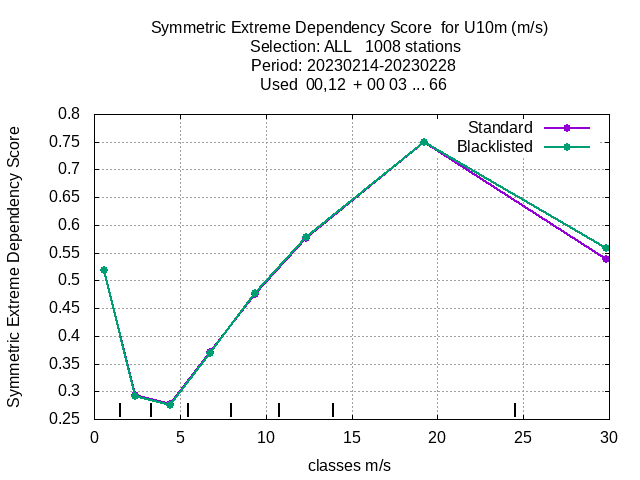 Symmetric Extreme Dependency Score  for U10m (m/s)
Selection: ALL   1008 stations
Period: 20230214-20230228
Used  00,12  + 00 03 ... 66
Symmetric Extreme Dependency Score
0.8
0.75
0.7
0.65
0.6
0.55
0.5
0.45
0.4
0.35
0.3
0.25
Standard
Blacklisted
0 5 10 15 20 25 30
classes m/s